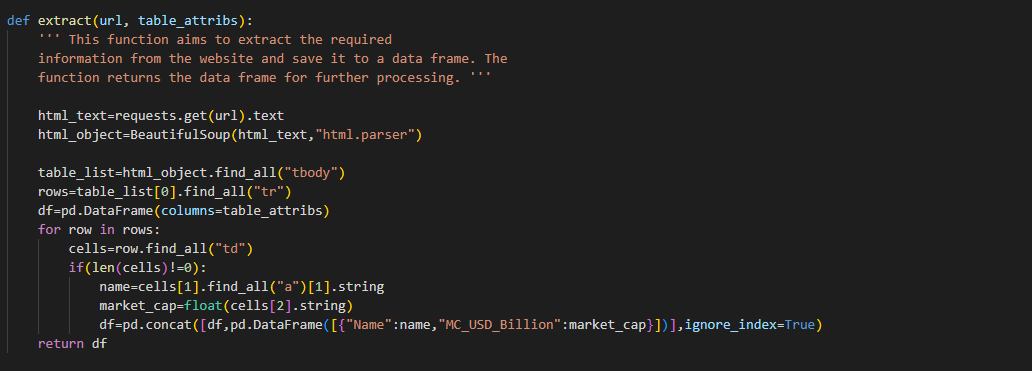 def extract(url, table_attribs):
    ''' This function aims to extract the required
    information from the website and save it to a data frame. The
    function returns the data frame for further processing. '''

    html_text=requests.get(url).text
    html_object=BeautifulSoup(html_text,"html.parser")

    table_list=html_object.find_all("tbody")
    rows=table_list[0].find_all("tr")
    df=pd.DataFrame(columns=table_attribs)
    for row in rows:
        cells=row.find_all("td")
        if(len(cells)!=0):
            name=cells[1].find_all("a")[1].string
            market_cap=float(cells[2].string)
            df=pd.concat([df,pd.DataFrame([{"Name":name,"MC_USD_Billion":market_cap}])],ignore_index=True)
    return df